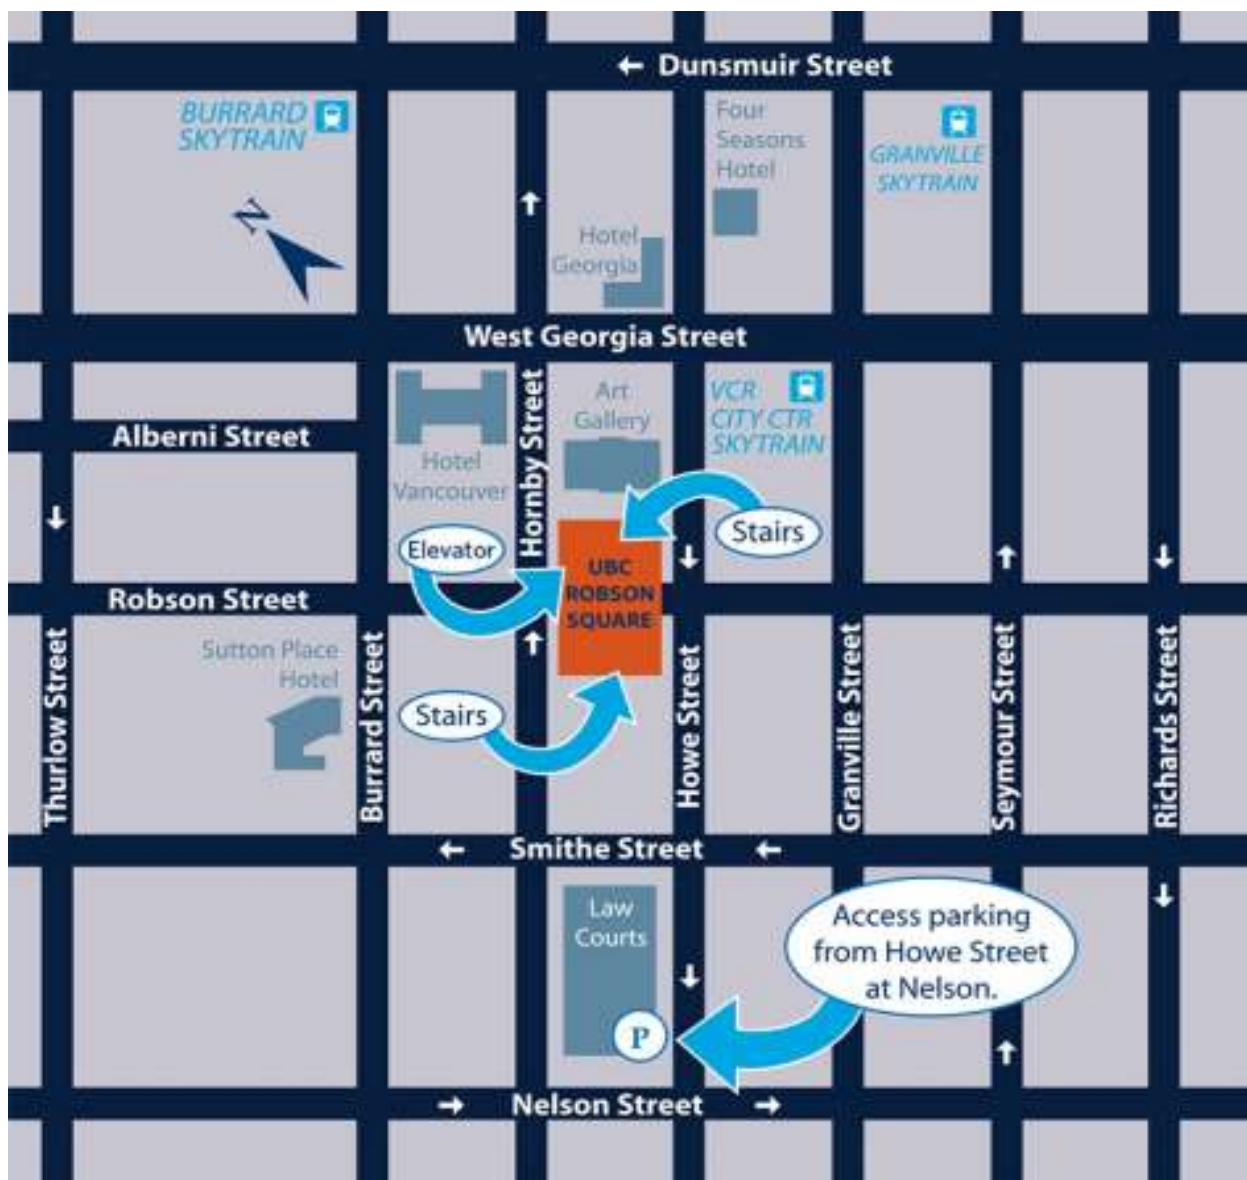 ← Dunsmuir Street
BURRARD
SKYTRAIN
Four
Seasons
Hotel
GRANVILLE
SKYTRAIN
N
Hotel
Georgia
West Georgia Street
Art
Gallery
VCR
CITY CTR
SKYTRAIN
Alberni Street
Hotel
Vancouver
Hornby Street
Stairs
Elevator
UBC
ROBSON
SQUARE
Robson Street
Sutton Place
Hotel
Stairs
Thurlow Street
Burrard Street
Howe Street
Granville Street
Seymour Street
Richards Street
← Smithe Street ←
Law
Courts
Access parking
from Howe Street
at Nelson.
P
→ Nelson Street →